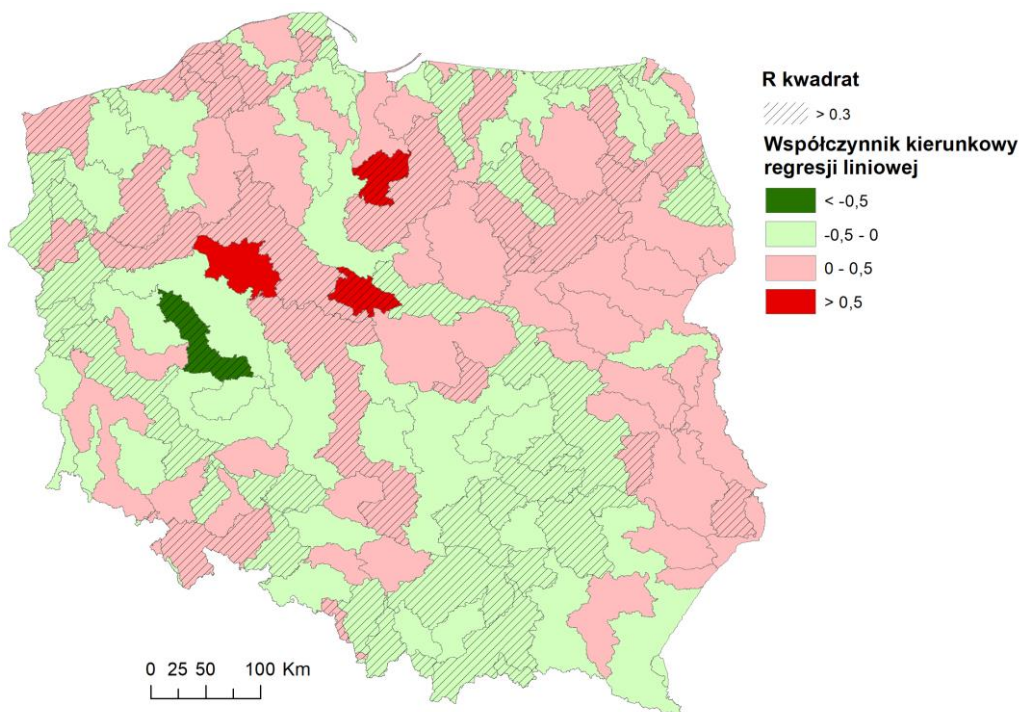 R kwadrat
> 0.3
Współczynnik kierunkowy
regresji liniowej
< -0,5
-0,5 - 0
0 - 0,5
> 0,5
0 25 50 100 Km